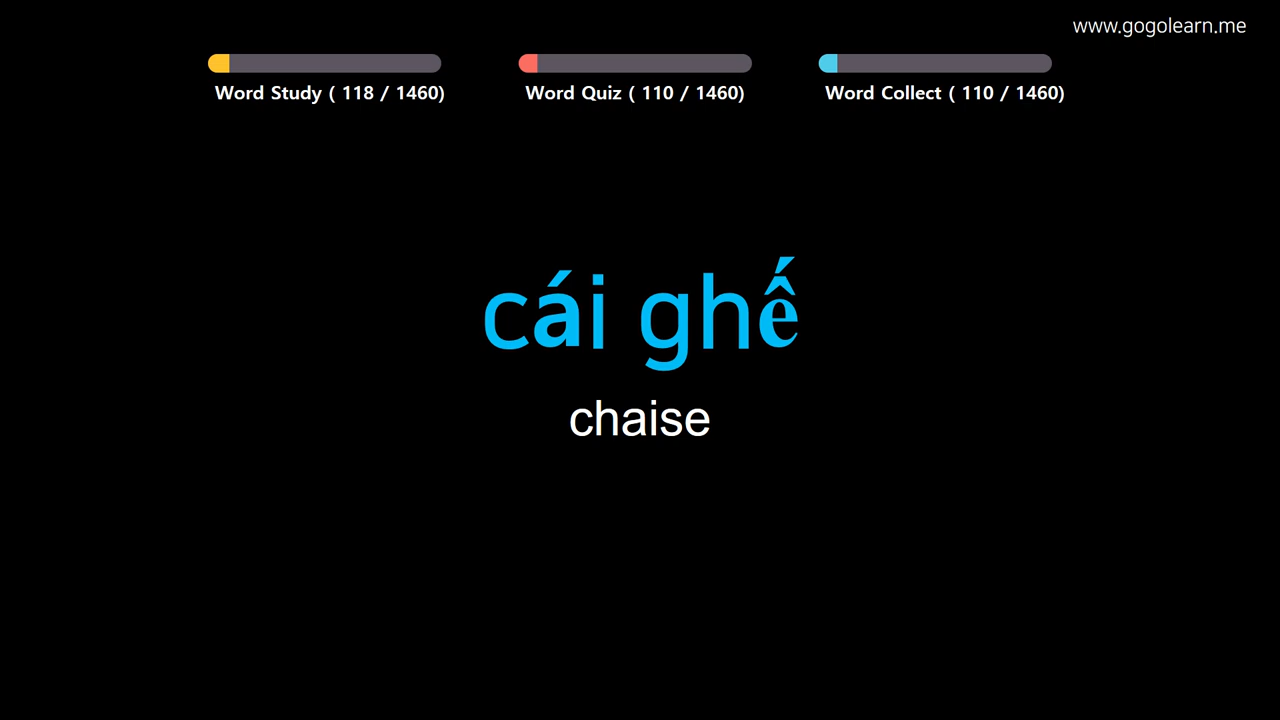 www.gogolearn.me
Word Study ( 118 / 1460)
Word Quiz ( 110 / 1460)
Word Collect ( 110 / 1460)
cái ghế
chaise